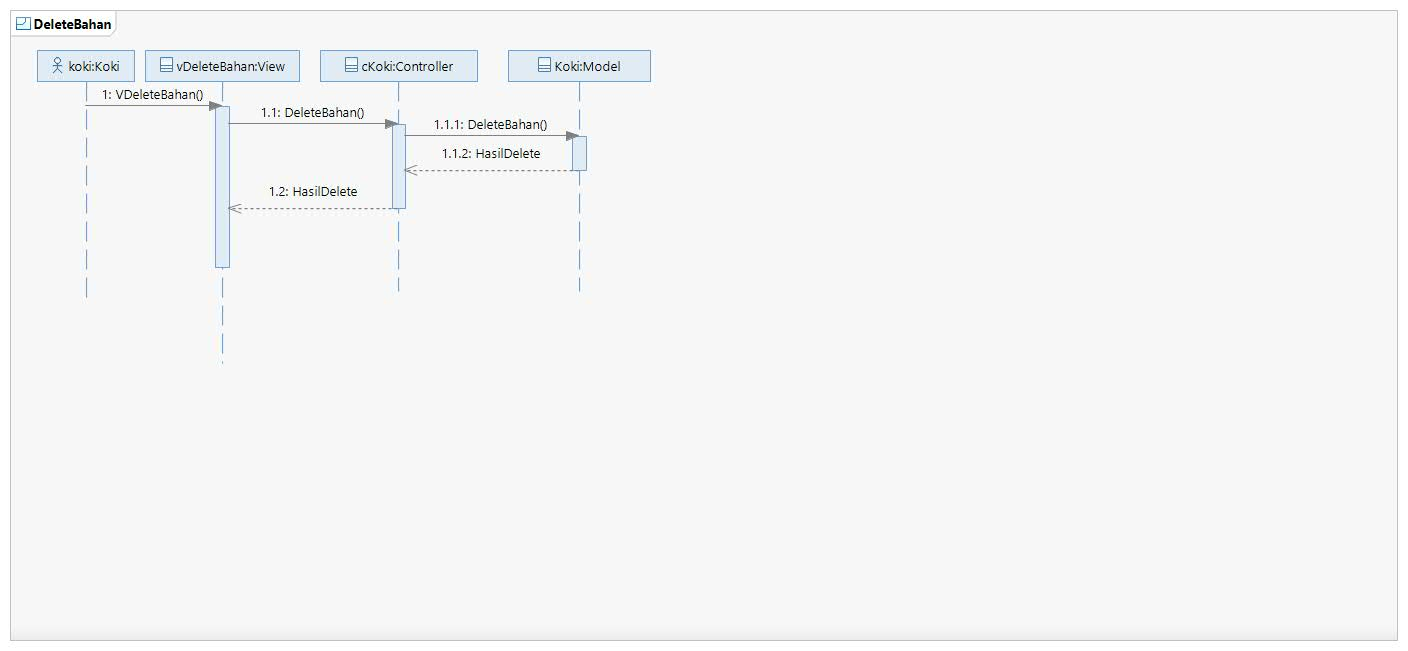 DeleteBahan
koki:Koki
vDeleteBahan:View
cKoki:Controller
Koki:Model
1: VDeleteBahan()
1.1: DeleteBahan()
1.1.1: DeleteBahan()
1.1.2: HasilDelete
1.2: HasilDelete